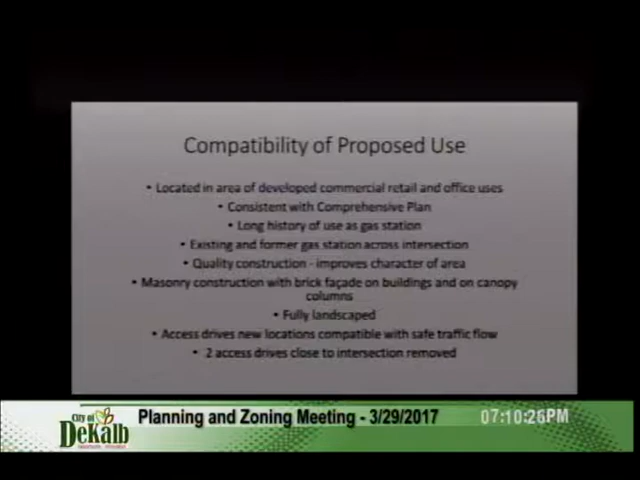 Compatibility of Proposed Use
• Located in area of developed commercial retail and office uses
• Consistent with Comprehensive Plan
• Long history of use as gas station
• Existing and former gas station across intersection
• Quality construction - improves character of area
• Masonry construction with brick façade on buildings and on canopy
columns
• Fully landscaped
• Access drives new locations compatible with safe traffic flow
• 2 access drives close to intersection removed
City of
DeKalb
Planning and Zoning Meeting - 3/29/2017
07:10:26PM